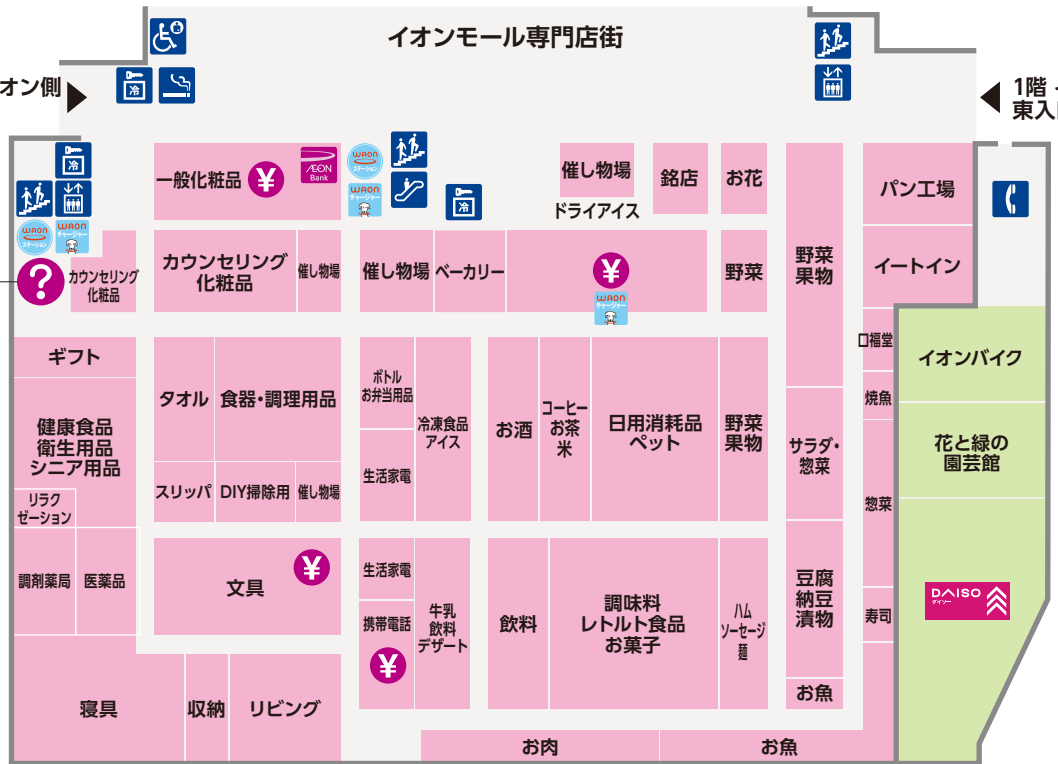 イオンモール専門店街
オン側
1階
東入
冷
冷
冷
一般化粧品
¥
ÆON
Bank
WAON
ステーション
WAON
チャージャー
催し物場
ドライアイス
銘店
お花
野菜
果物
パン工場
WAON
ステーション
WAON
チャージャー
?
カウンセリング
化粧品
カウンセリング
化粧品
催し物場
催し物場
ベーカリー
¥
WAON
チャージャー
野菜
イートイン
ギフト
健康食品
衛生用品
シニア用品
タオル
食器・調理用品
ボトル
お弁当用品
冷凍食品
アイス
生活家電
お酒
コーヒー
お茶
米
日用消耗品
ペット
野菜
果物
サラダ・
惣菜
口福堂
焼魚
惣菜
イオンバイク
花と緑の
園芸館
リラク
ゼーション
スリッパ
DIY掃除用
催し物場
調剤薬局
医薬品
文具
¥
生活家電
携帯電話
¥
牛乳
飲料
デザート
飲料
調味料
レトルト食品
お菓子
ハム
ソーセージ
麺
豆腐
納豆
漬物
お魚
寿司
DAISO
ダイソー
寝具
収納
リビング
お肉
お魚